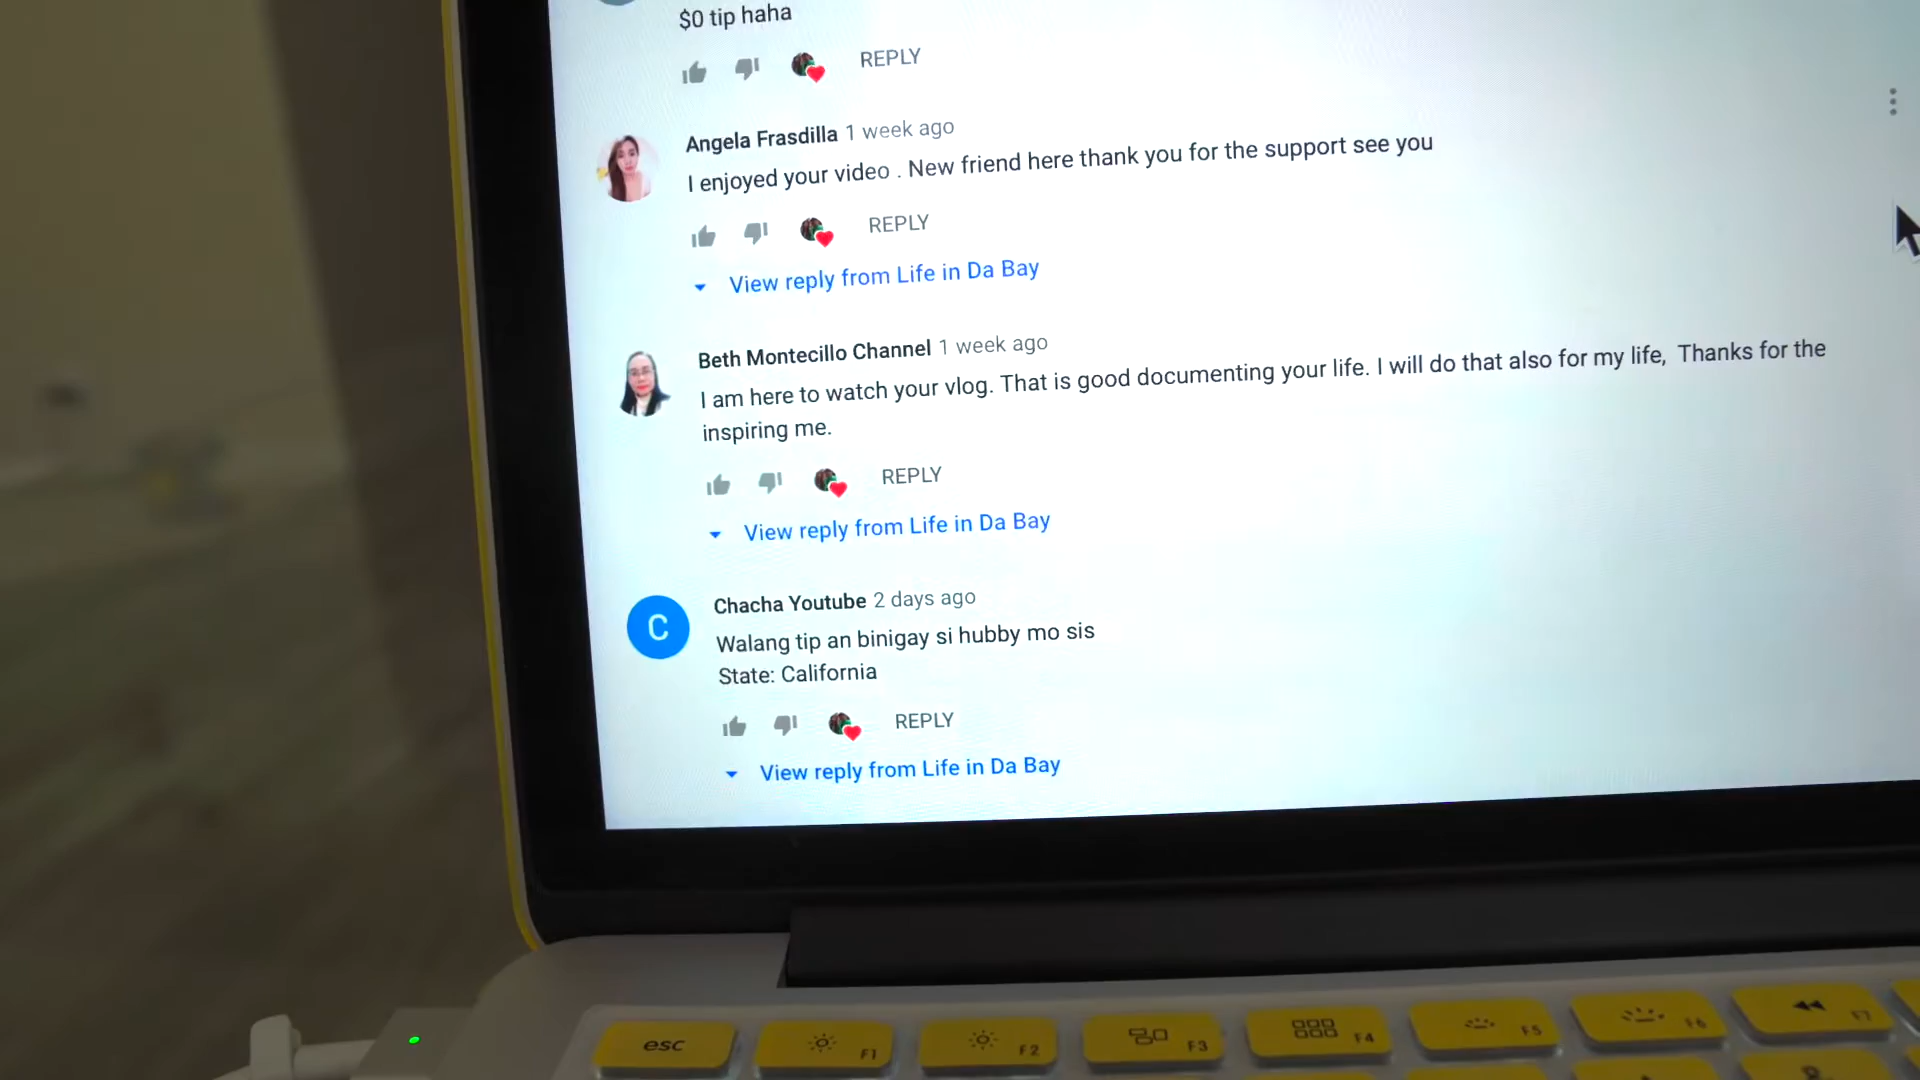 $0 tip haha
REPLY
Angela Frasdilla 1 week ago
I enjoyed your video . New friend here thank you for the support see you
REPLY
View reply from Life in Da Bay
Beth Montecillo Channel 1 week ago
I am here to watch your vlog. That is good documenting your life. I will do that also for my life, Thanks for the
inspiring me.
REPLY
View reply from Life in Da Bay
C
Chacha Youtube 2 days ago
Walang tip an binigay si hubby mo sis
State: California
REPLY
View reply from Life in Da Bay
esc F1 F2 F3 F4 F5 F6 F7